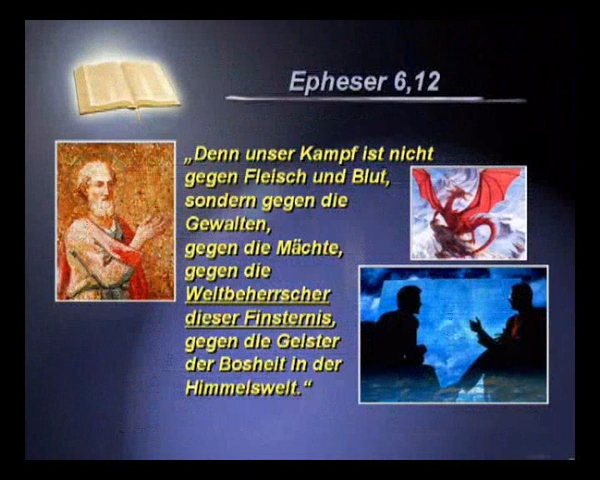 Epheser 6,12
„Denn unser Kampf ist nicht
gegen Fleisch und Blut,
sondern gegen die
Gewalten,
gegen die Mächte,
gegen die
Weltbeherrscher
dieser Finsternis,
gegen die Geister
der Bosheit in der
Himmelswelt.“